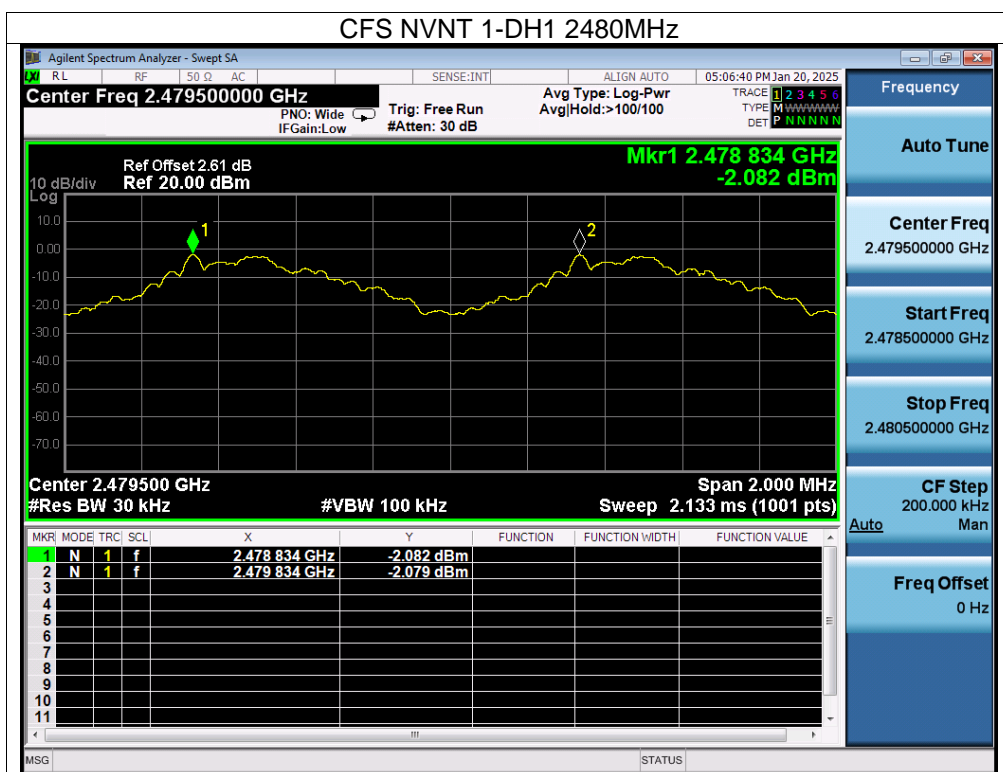 CFS NVNT 1-DH1 2480MHz
Agilent Spectrum Analyzer - Swept SA
LXI RL RF 50 Ω AC SENSE:INT ALIGN AUTO 05:06:40 PM Jan 20, 2025
Center Freq 2.479500000 GHz
PNO: Wide
IFGain:Low
Trig: Free Run
#Atten: 30 dB
Avg Type: Log-Pwr
Avg|Hold:>100/100
TRACE 1 2 3 4 5 6
TYPE M WWWWW
DET P N N N N N
Mkr1 2.478 834 GHz
-2.082 dBm
Ref Offset 2.61 dB
10 dB/div Ref 20.00 dBm
Log
10.0
0.00
-10.0
-20.0
-30.0
-40.0
-50.0
-60.0
-70.0
1
2
Center 2.479500 GHz Span 2.000 MHz
#Res BW 30 kHz #VBW 100 kHz Sweep 2.133 ms (1001 pts)
MKR MODE TRC SCL X Y FUNCTION FUNCTION WIDTH FUNCTION VALUE
1 N 1 f 2.478 834 GHz -2.082 dBm
2 N 1 f 2.479 834 GHz -2.079 dBm
3
4
5
6
7
8
9
10
11
MSG STATUS
Frequency
Auto Tune
Center Freq
2.479500000 GHz
Start Freq
2.478500000 GHz
Stop Freq
2.480500000 GHz
CF Step
200.000 kHz
Auto Man
Freq Offset
0 Hz